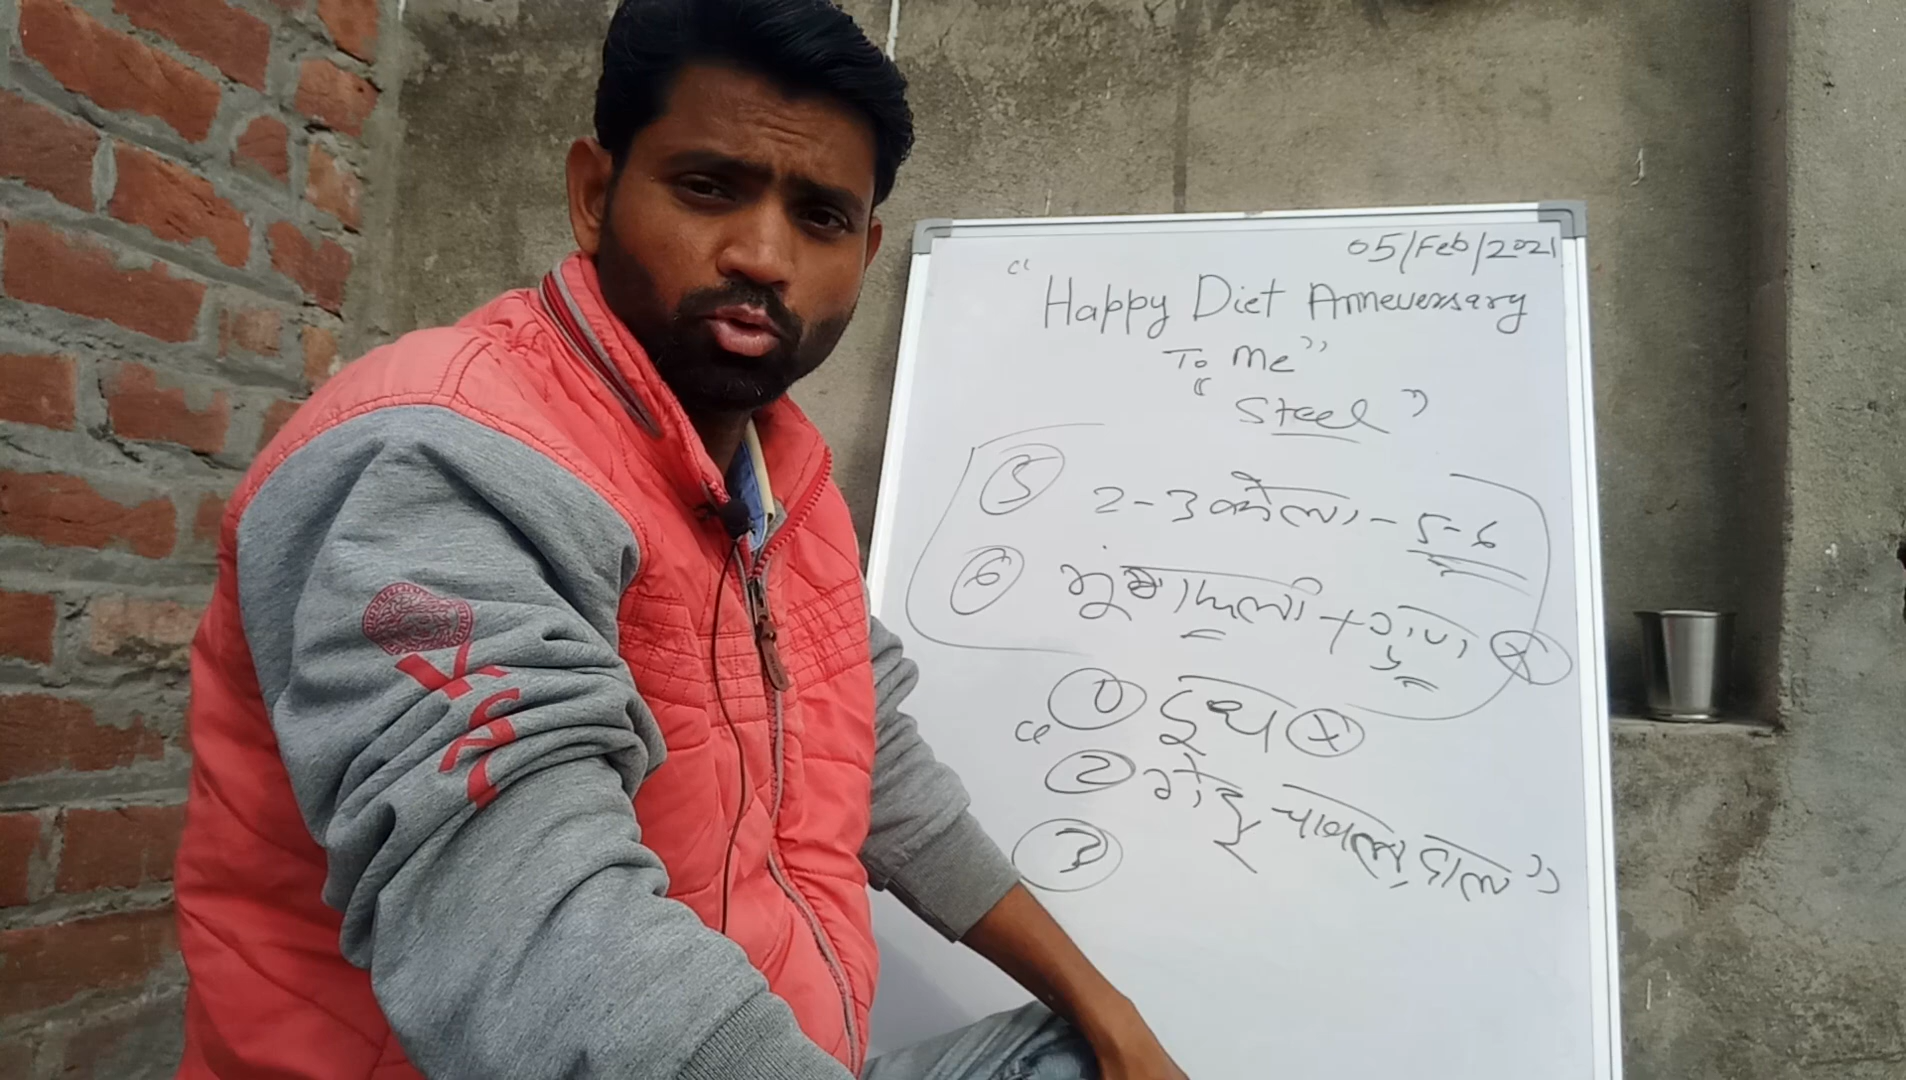 05/Feb/2021
" Happy Diet Anneversary
To Me"
" Steel "
5 2-3 केला - 5-6
6 मूंगफली + गुण x
" 1 दूध x
2 गेहू चावल, दाल "
3